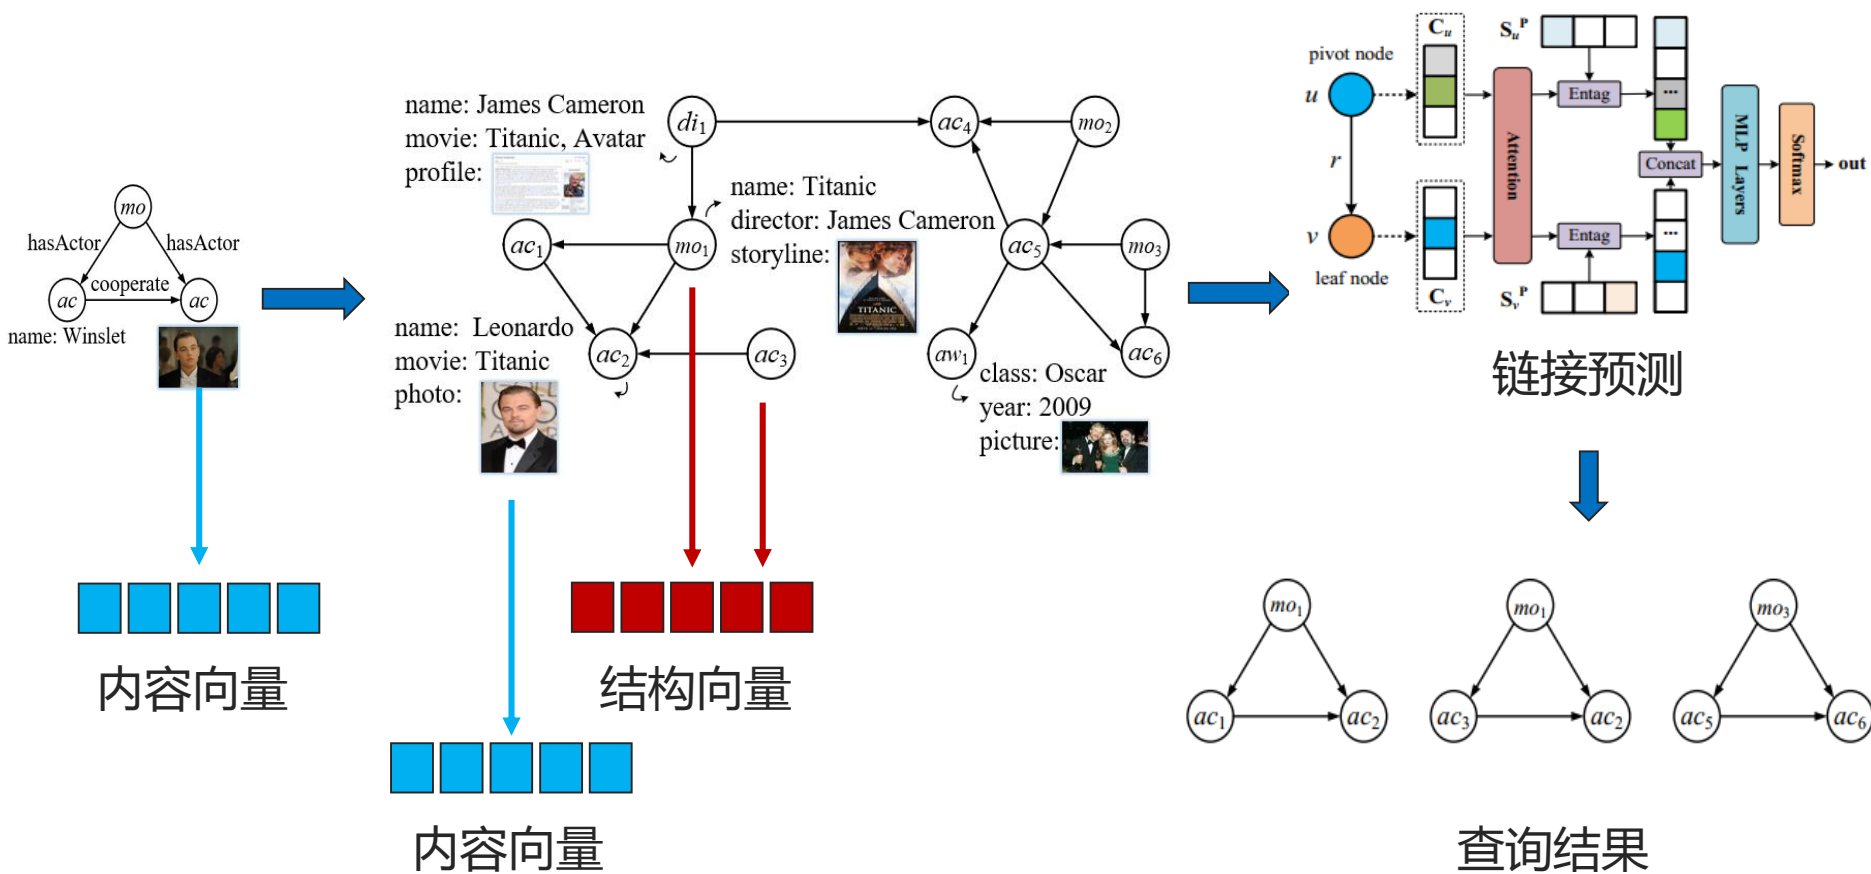 mo
hasActor hasActor
cooperate
ac ac
name: Winslet
内容向量
name: James Cameron
movie: Titanic, Avatar
profile:
di1
ac4
mo2
name: Titanic
director: James Cameron
storyline:
TITANIC
ac1
mo1
ac5
mo3
name: Leonardo
movie: Titanic
photo:
ac2
ac3
aw1
ac6
class: Oscar
year: 2009
picture:
结构向量
内容向量
pivot node
u
r
v
leaf node
Cu
Cv
Attention
SuP
Entag
...
Concat
Entag
...
SvP
MLP Layers
Softmax
out
链接预测
mo1
ac1 ac2
mo1
ac3 ac2
mo3
ac5 ac6
查询结果